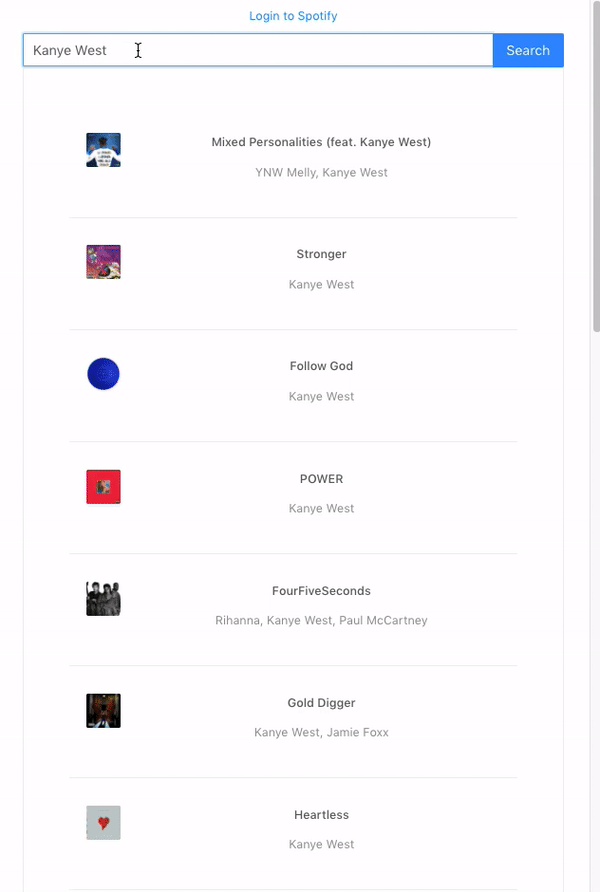 Login to Spotify
Kanye West
Search
Mixed Personalities (feat. Kanye West)
YNW Melly, Kanye West
Stronger
Kanye West
Follow God
Kanye West
POWER
Kanye West
FourFiveSeconds
Rihanna, Kanye West, Paul McCartney
Gold Digger
Kanye West, Jamie Foxx
Heartless
Kanye West